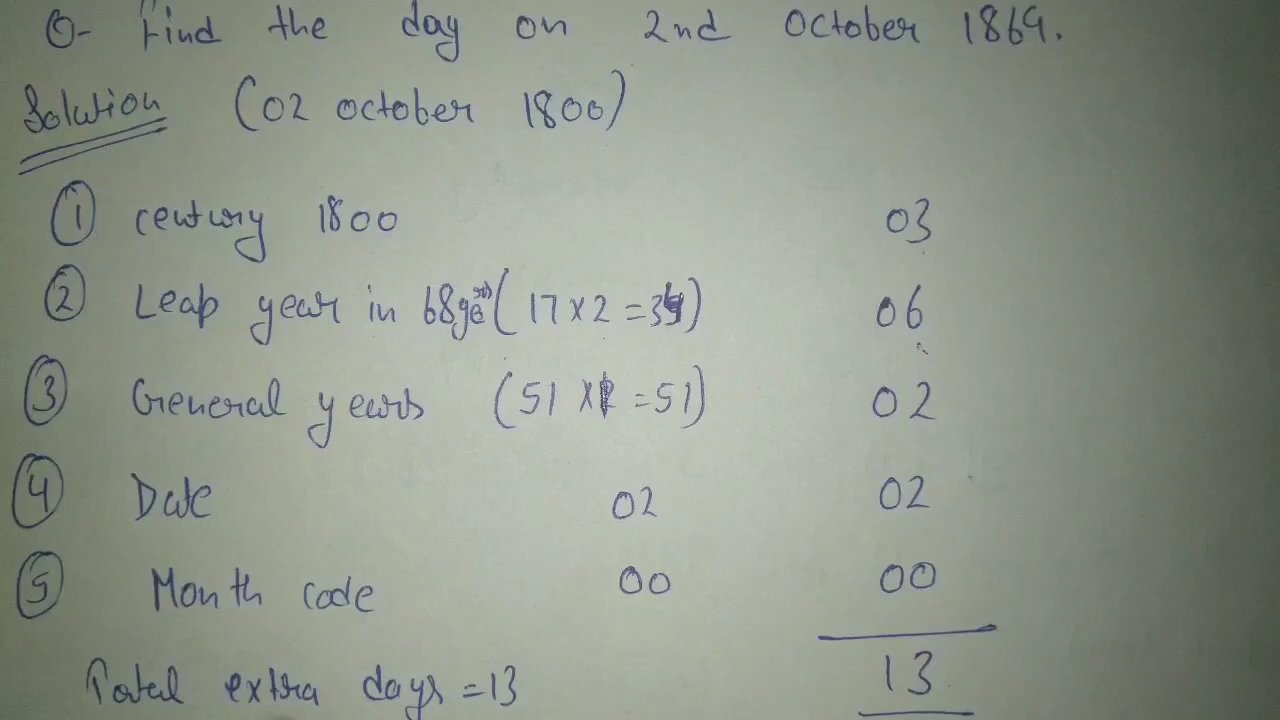 Q- Find the day on 2nd October 1869.
Solution (02 october 1800)
① century 1800 03
② Leap year in 68 (17 x 2 = 34) 06
③ General years (51 x 1 = 51) 02
④ Date 02 02
⑤ Month code 00 00
13
Total extra days = 13